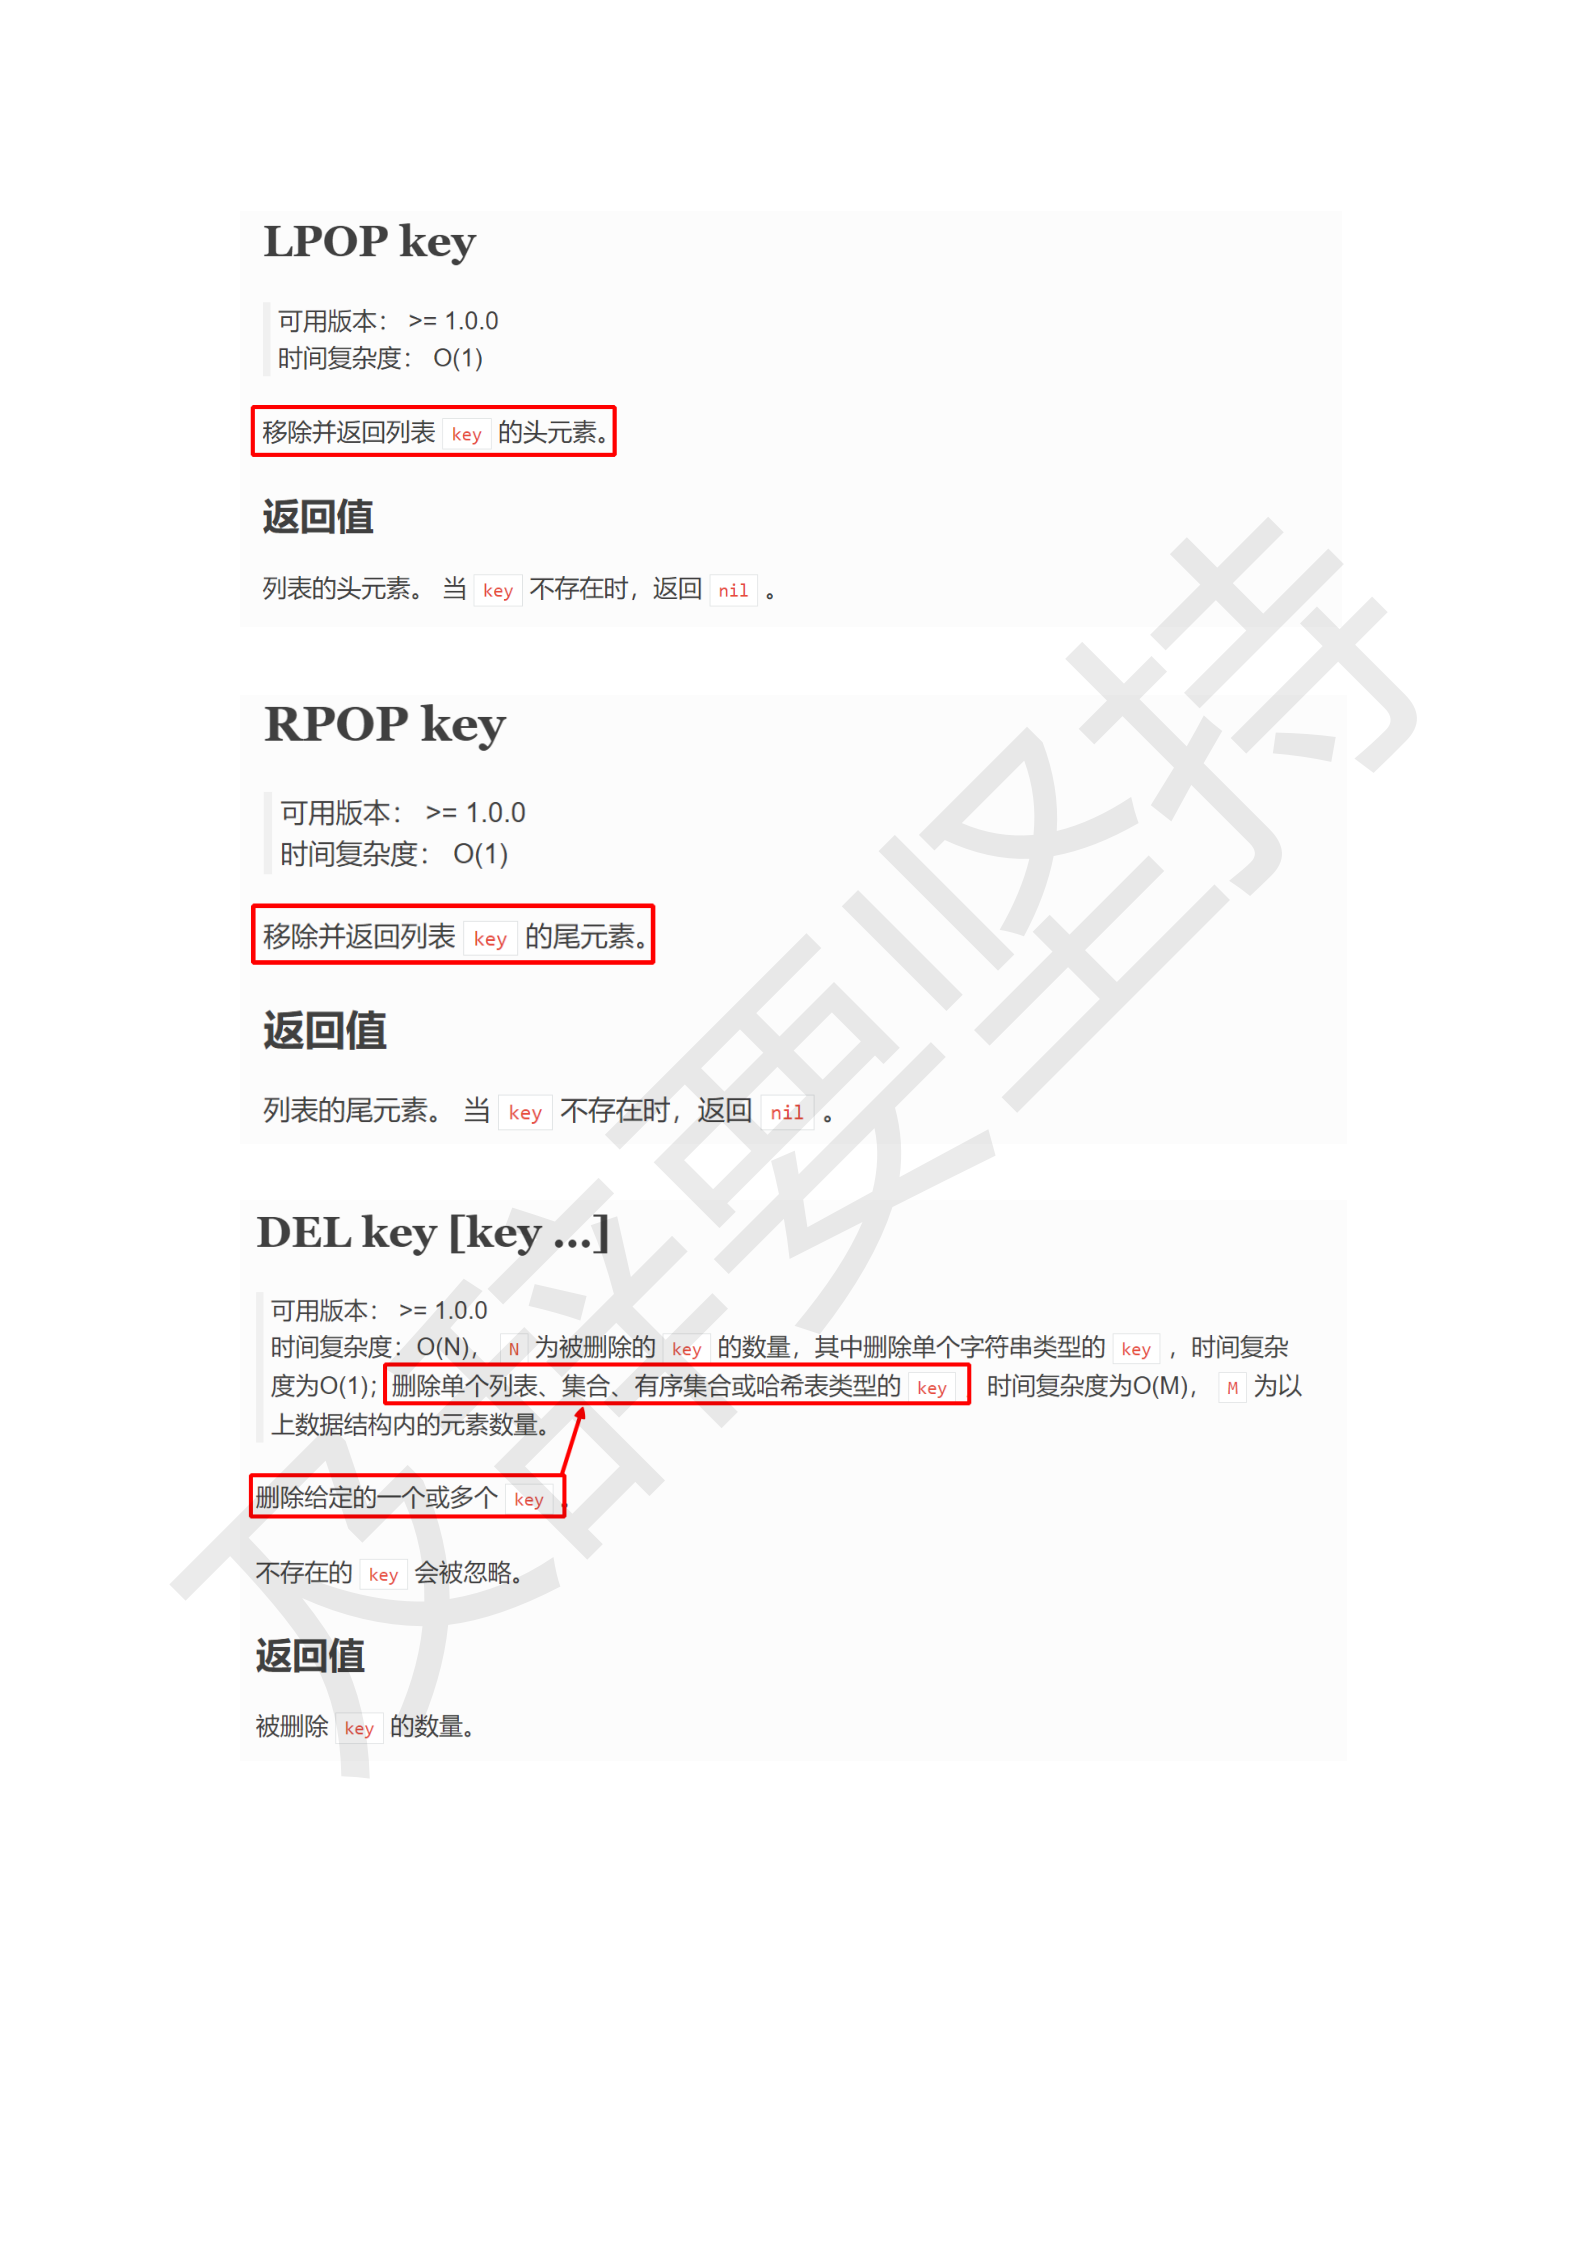 LPOP key
可用版本： >= 1.0.0
时间复杂度： O(1)
移除并返回列表 key 的头元素。
返回值
列表的头元素。 当 key 不存在时，返回 nil 。
RPOP key
可用版本： >= 1.0.0
时间复杂度： O(1)
移除并返回列表 key 的尾元素。
返回值
列表的尾元素。 当 key 不存在时，返回 nil 。
DEL key [key …]
可用版本： >= 1.0.0
时间复杂度：O(N)， N 为被删除的 key 的数量，其中删除单个字符串类型的 key ，时间复杂
度为O(1)；删除单个列表、集合、有序集合或哈希表类型的 key 时间复杂度为O(M)， M 为以
上数据结构内的元素数量。
删除给定的一个或多个 key 。
不存在的 key 会被忽略。
返回值
被删除 key 的数量。
及辞要坚持